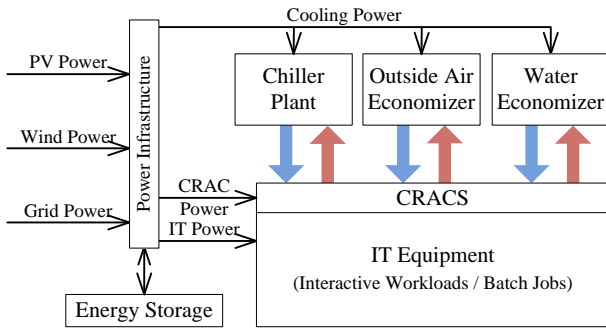 Cooling Power
PV Power
Wind Power
Grid Power
Power Infrastructure
Chiller
Plant
Outside Air
Economizer
Water
Economizer
CRAC
Power
IT Power
CRACS
IT Equipment
(Interactive Workloads / Batch Jobs)
Energy Storage